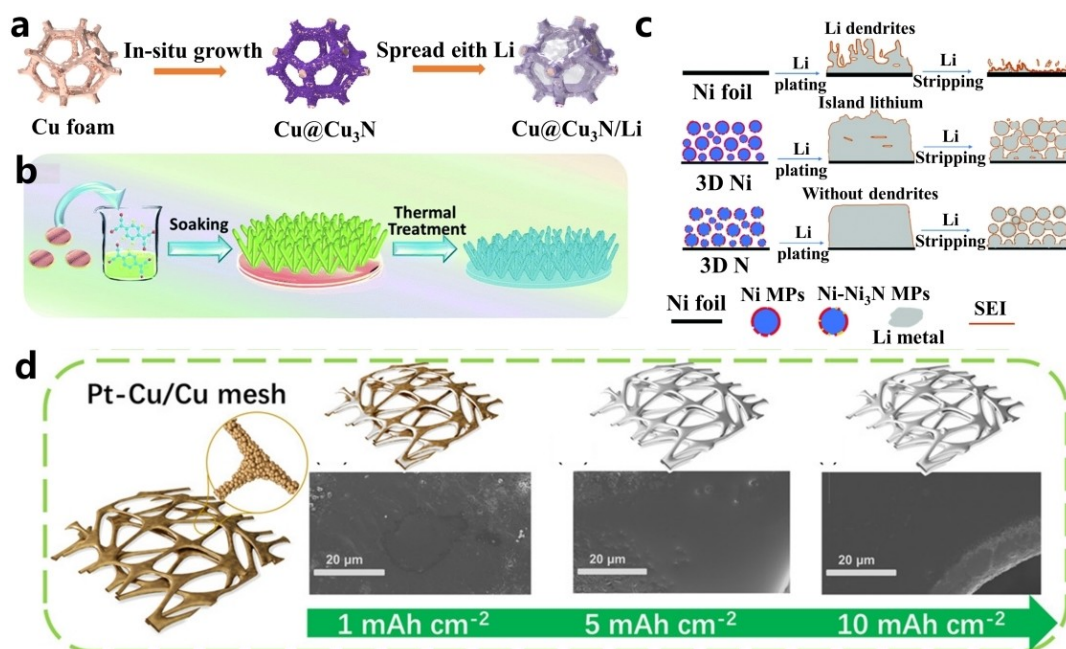 a
In-situ growth
Spread eith Li
Cu foam
Cu@Cu₃N
Cu@Cu₃N/Li
b
Soaking
Thermal
Treatment
c
Li dendrites
Li
plating
Li
Stripping
Ni foil
Island lithium
Li
plating
Li
Stripping
3D Ni
Without dendrites
Li
plating
Li
Stripping
3D N
Ni foil
Ni MPs
Ni-Ni₃N MPs
Li metal
SEI
d
Pt-Cu/Cu mesh
20 µm
20 µm
20 µm
1 mAh cm⁻²
5 mAh cm⁻²
10 mAh cm⁻²